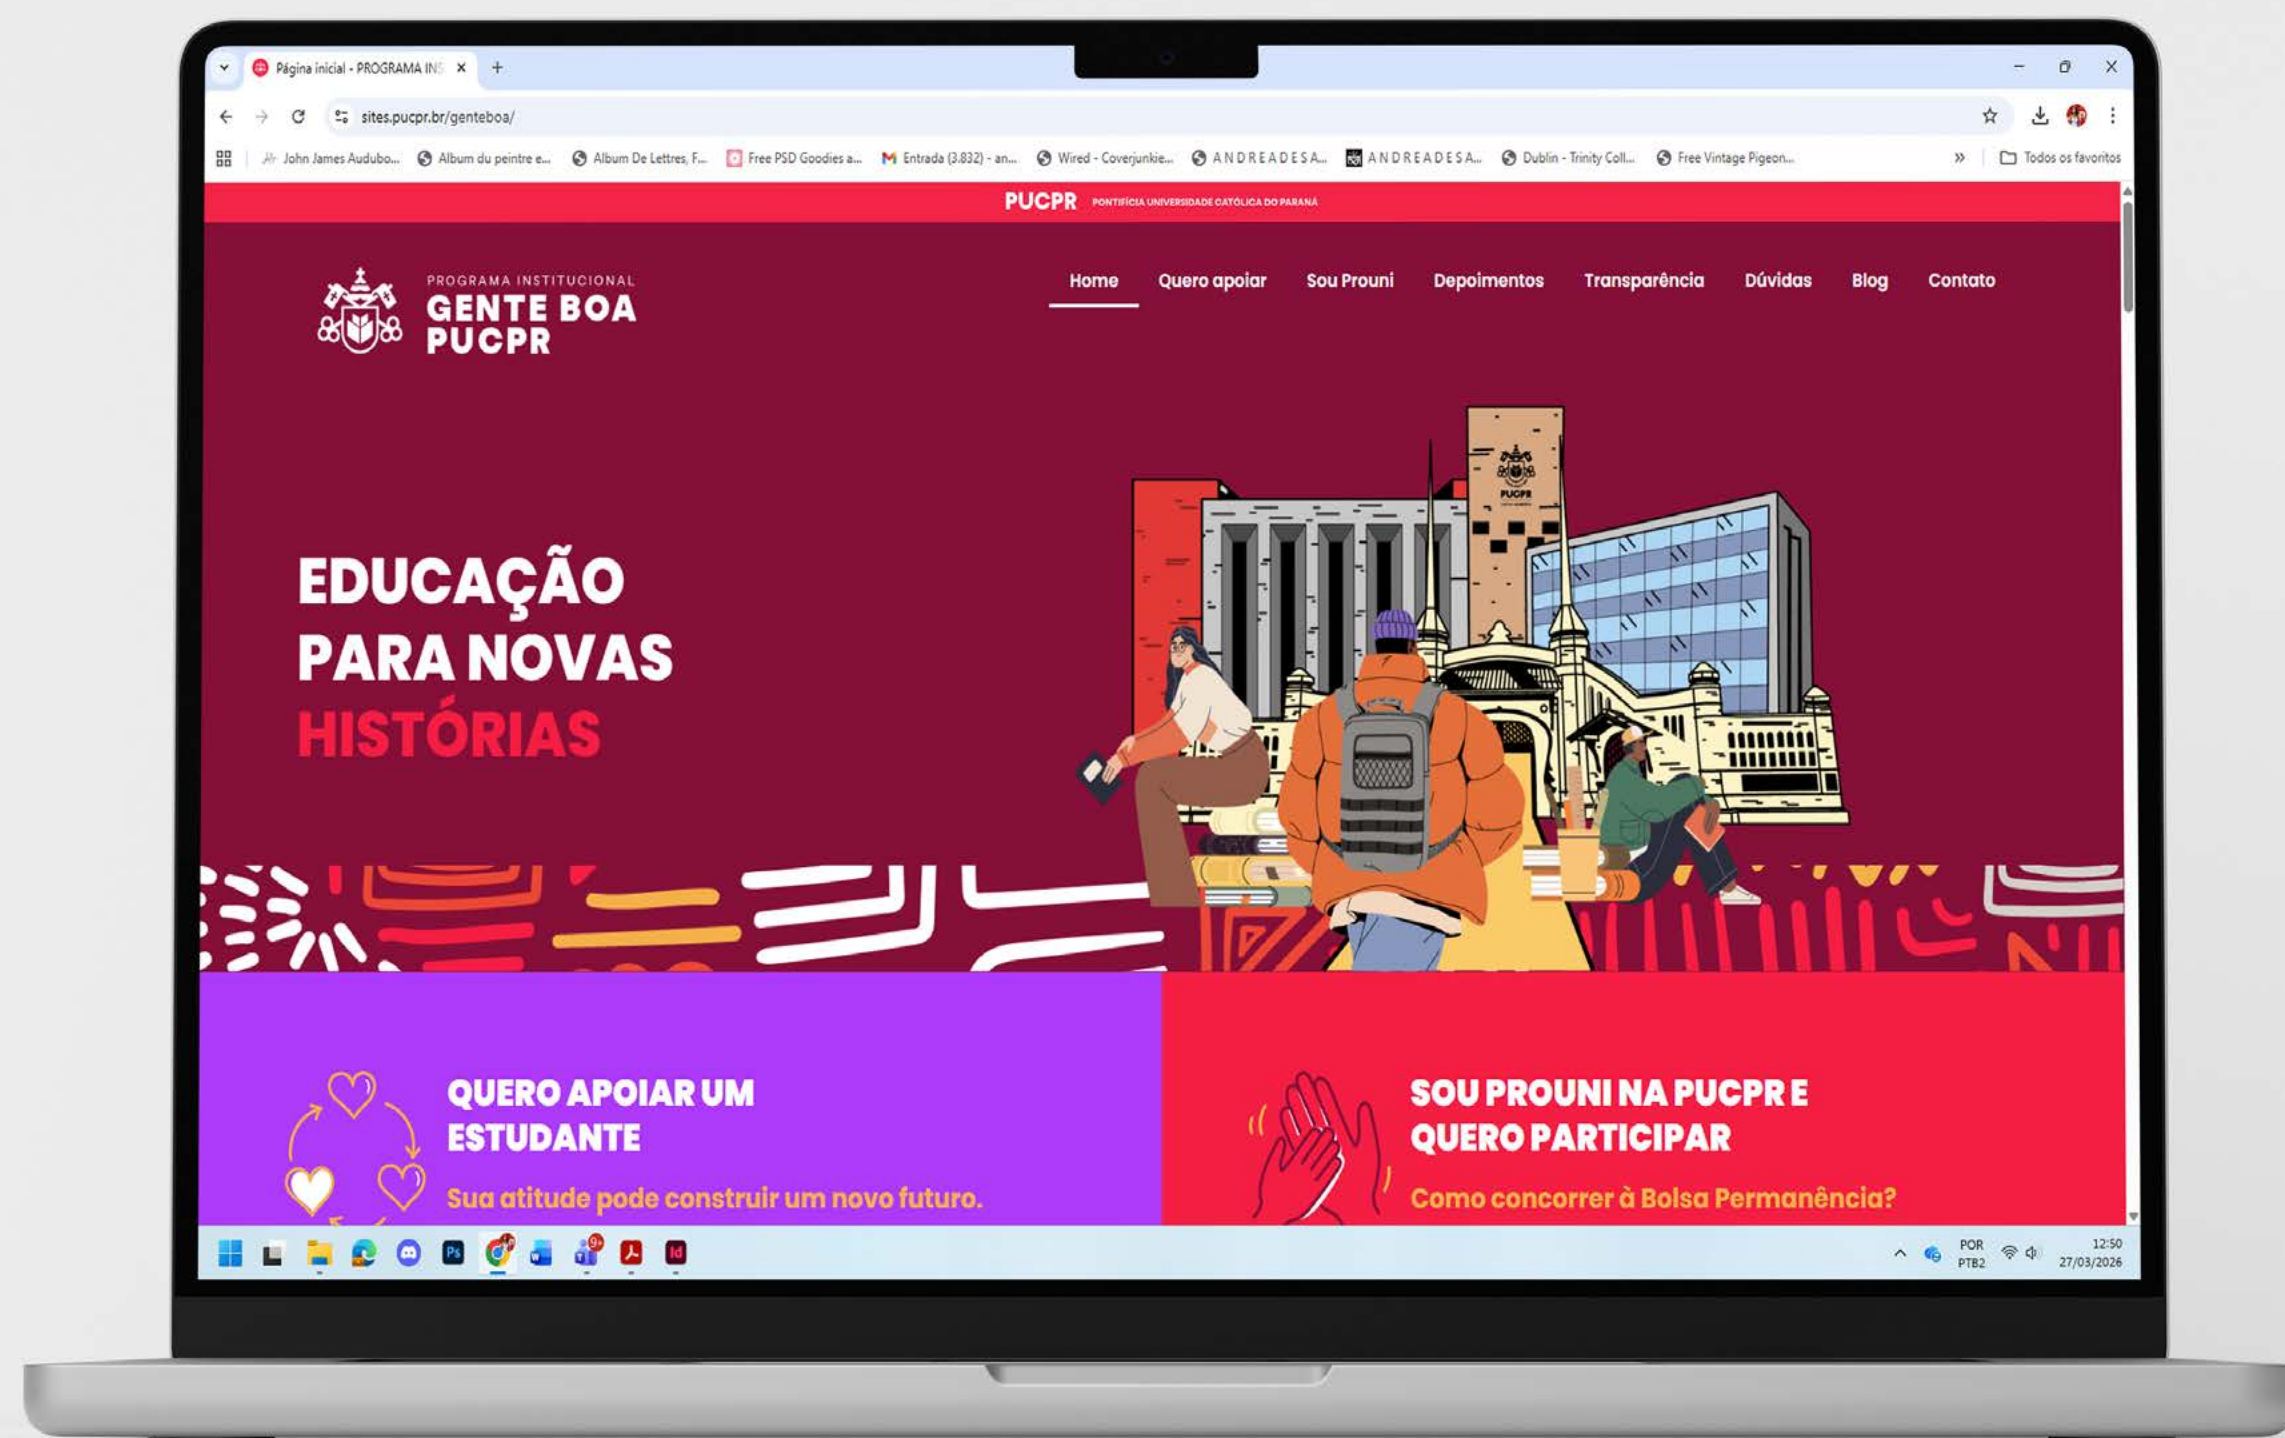 Página inicial - PROGRAMA INS
sites.pucpr.br/genteboa/
John James Audubo... Album du peintre e... Album De Lettres, F... Free PSD Goodies a... Entrada (3.832) - an... Wired - Coverjunkie... A N D R E A D E S A... A N D R E A D E S A... Dublin - Trinity Coll... Free Vintage Pigeon... » Todos os favoritos
PUCPR PONTIFÍCIA UNIVERSIDADE CATÓLICA DO PARANÁ
PROGRAMA INSTITUCIONAL
GENTE BOA
PUCPR
Home Quero apoiar Sou Prouni Depoimentos Transparência Dúvidas Blog Contato
PUCPR
EDUCAÇÃO
PARA NOVAS
HISTÓRIAS
QUERO APOIAR UM
ESTUDANTE
Sua atitude pode construir um novo futuro.
SOU PROUNI NA PUCPR E
QUERO PARTICIPAR
Como concorrer à Bolsa Permanência?
Ps
9+
Id
POR
PTB2
12:50
27/03/2026